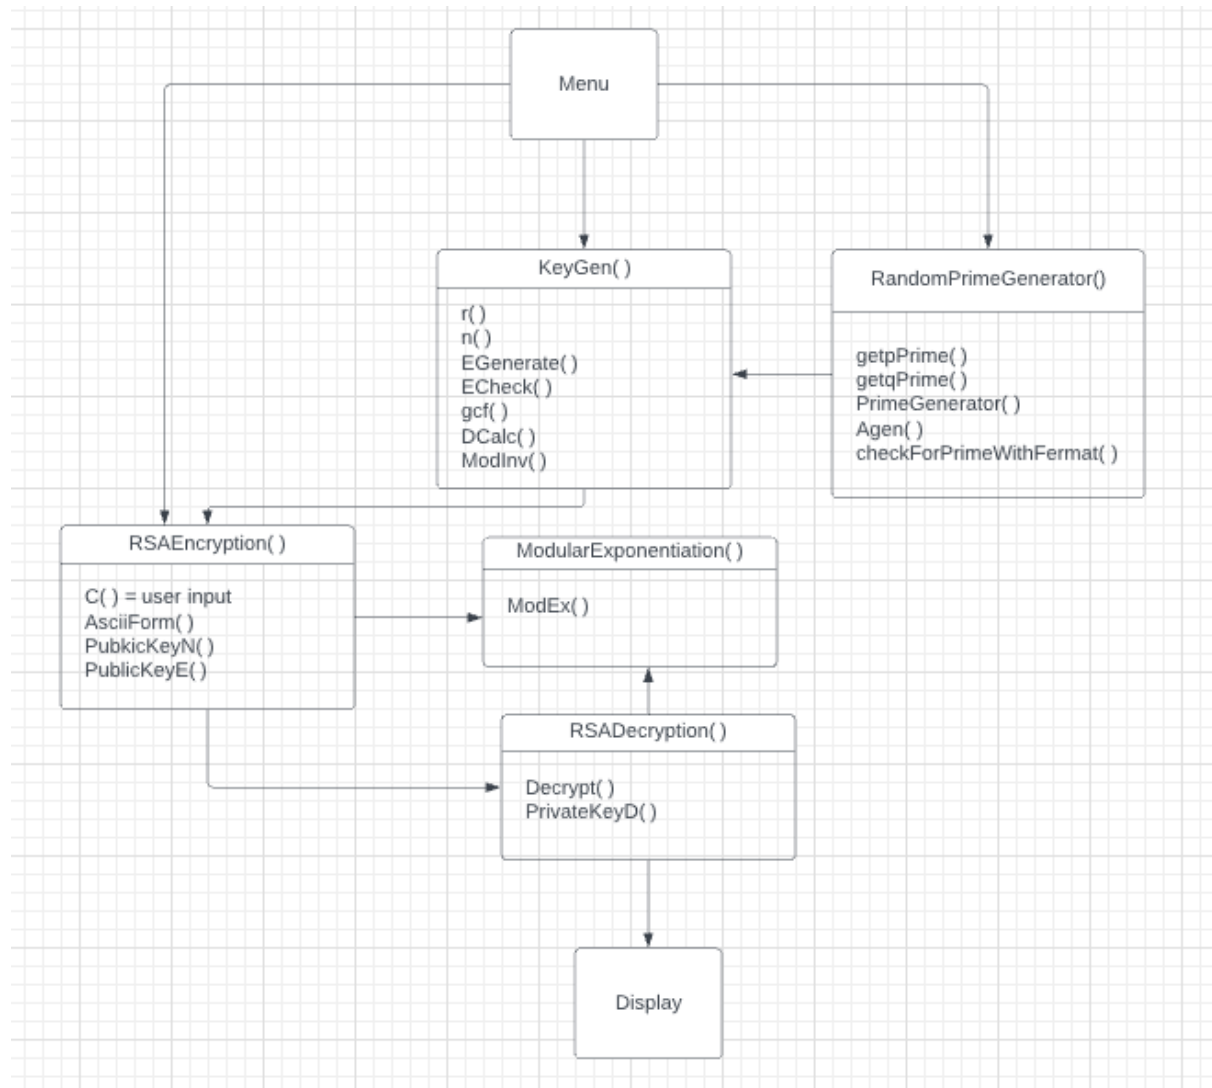 Menu
KeyGen( )
r( )
n( )
EGenerate( )
ECheck( )
gcf( )
DCalc( )
ModInv( )
RandomPrimeGenerator()
getpPrime( )
getqPrime( )
PrimeGenerator( )
Agen( )
checkForPrimeWithFermat( )
RSAEncryption( )
C( ) = user input
AsciiForm( )
PubkicKeyN( )
PublicKeyE( )
ModularExponentiation( )
ModEx( )
RSADecryption( )
Decrypt( )
PrivateKeyD( )
Display